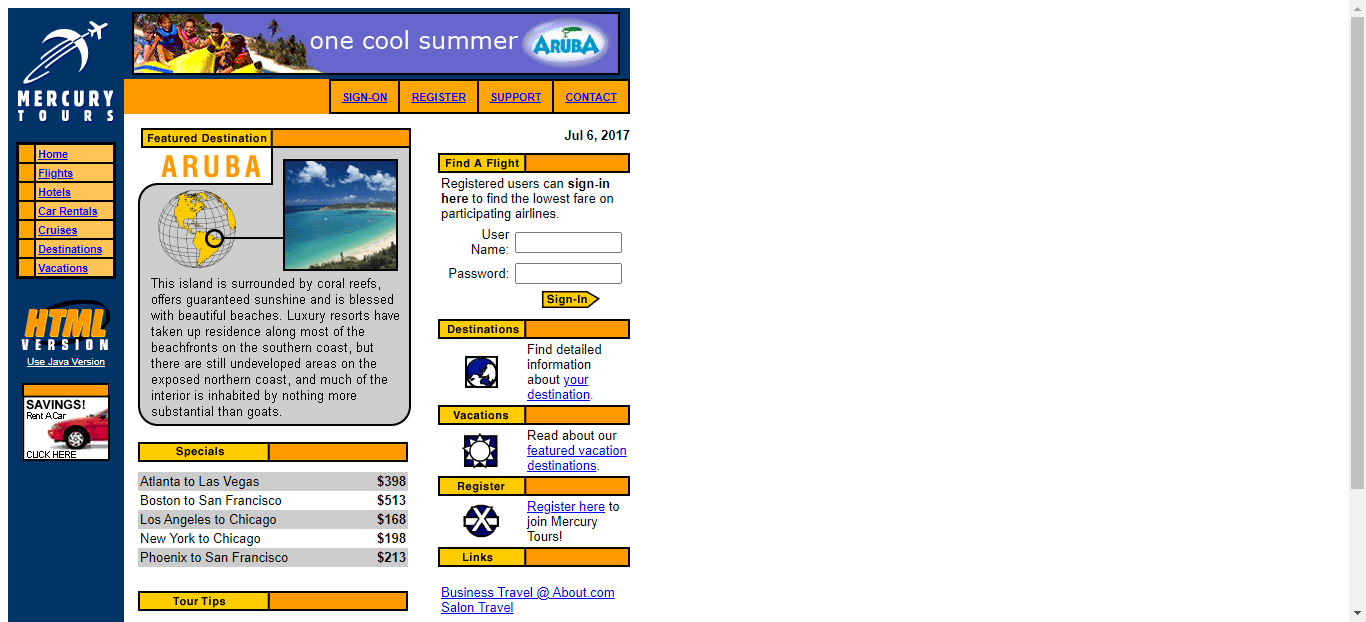 one cool summer ARUBA
MERCURY
TOURS
SIGN-ON REGISTER SUPPORT CONTACT
Home
Flights
Hotels
Car Rentals
Cruises
Destinations
Vacations
HTML
VERSION
Use Java Version
SAVINGS!
Rent A Car
CLICK HERE
Featured Destination
ARUBA
This island is surrounded by coral reefs,
offers guaranteed sunshine and is blessed
with beautiful beaches. Luxury resorts have
taken up residence along most of the
beachfronts on the southern coast, but
there are still undeveloped areas on the
exposed northern coast, and much of the
interior is inhabited by nothing more
substantial than goats.
Specials
Atlanta to Las Vegas $398
Boston to San Francisco $513
Los Angeles to Chicago $168
New York to Chicago $198
Phoenix to San Francisco $213
Tour Tips
Jul 6, 2017
Find A Flight
Registered users can sign-in
here to find the lowest fare on
participating airlines.
User
Name:
Password:
Sign-In
Destinations
Find detailed
information
about your
destination.
Vacations
Read about our
featured vacation
destinations.
Register
Register here to
join Mercury
Tours!
Links
Business Travel @ About.com
Salon Travel